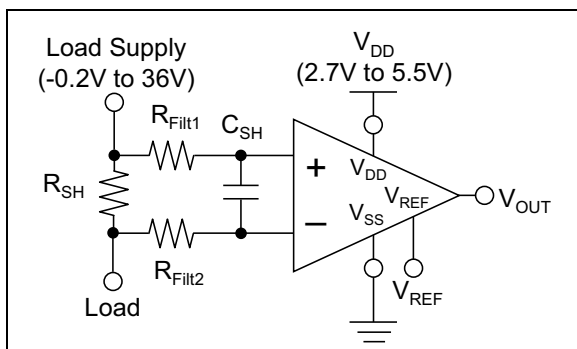 Load Supply
(-0.2V to 36V)
V_DD
(2.7V to 5.5V)
R_Filt1
C_SH
+
V_DD
R_SH
V_REF
V_OUT
V_SS
−
R_Filt2
V_REF
Load